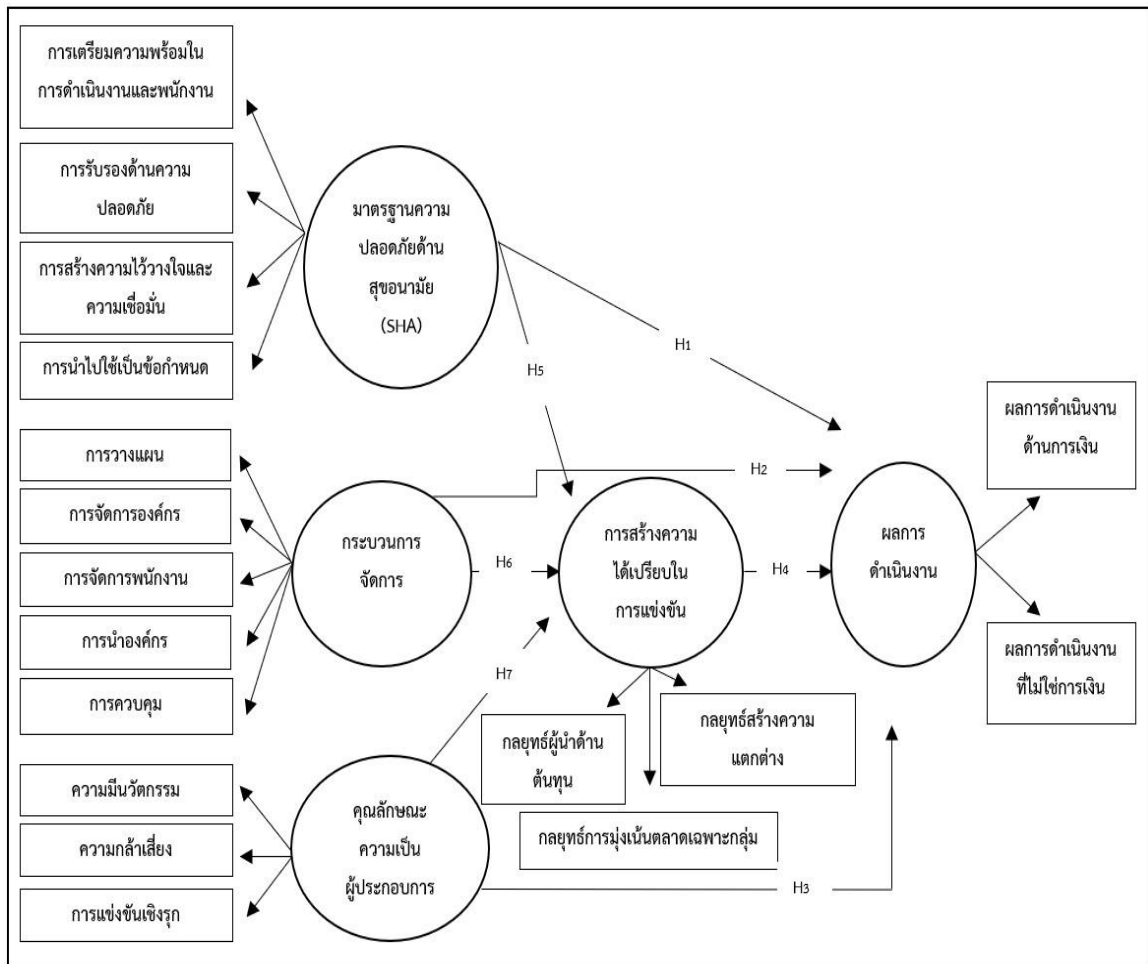 การเตรียมความพร้อมใน
การดำเนินงานและพนักงาน
การรับรองด้านความ
ปลอดภัย
การสร้างความไว้วางใจและ
ความเชื่อมั่น
การนำไปใช้เป็นข้อกำหนด
มาตรฐานความ
ปลอดภัยด้าน
สุขอนามัย
(SHA)
H1
H5
การวางแผน
การจัดการองค์กร
การจัดการพนักงาน
การนำองค์กร
การควบคุม
กระบวนการ
จัดการ
H2
H6
การสร้างความ
ได้เปรียบใน
การแข่งขัน
H4
ผลการ
ดำเนินงาน
ผลการดำเนินงาน
ด้านการเงิน
ผลการดำเนินงาน
ที่ไม่ใช่การเงิน
H7
กลยุทธ์ผู้นำด้าน
ต้นทุน
กลยุทธ์สร้างความ
แตกต่าง
กลยุทธ์การมุ่งเน้นตลาดเฉพาะกลุ่ม
ความมีนวัตกรรม
ความกล้าเสี่ยง
การแข่งขันเชิงรุก
คุณลักษณะ
ความเป็น
ผู้ประกอบการ
H3